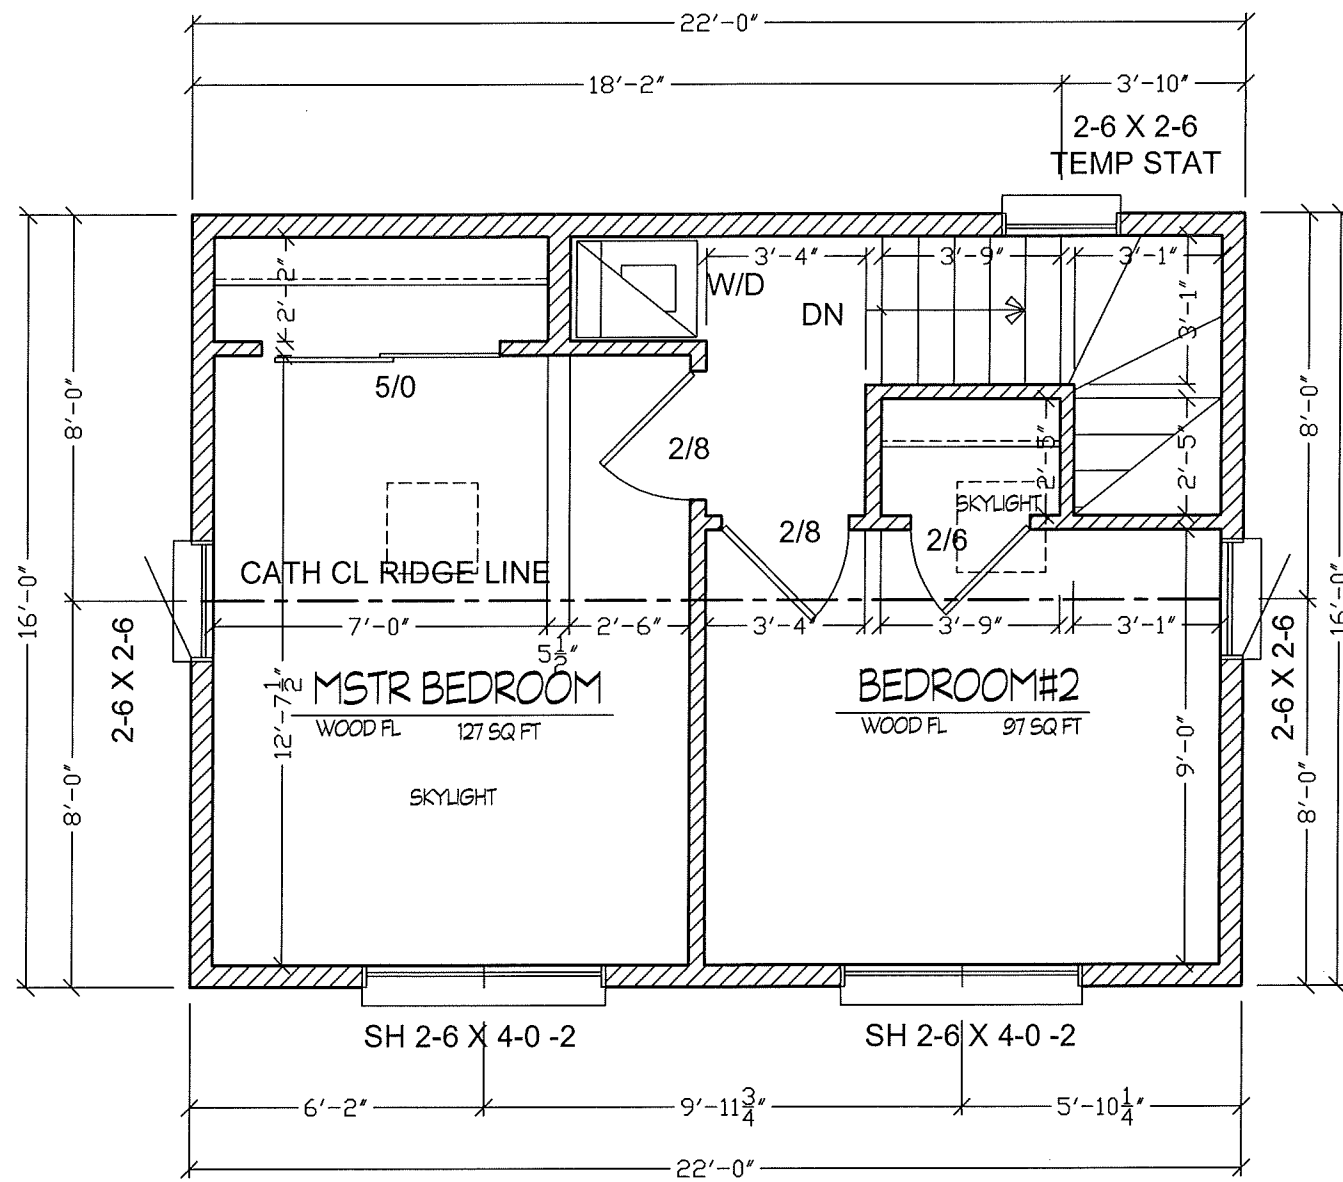 22'-0"
18'-2"
3'-10"
2-6 X 2-6
TEMP STAT
3'-4"
3'-9"
3'-1"
W/D
DN
2'-2"
3'-1"
5/0
8'-0"
8'-0"
2/8
2'-5"
2'-5"
SKYLIGHT
2/8
2/6
CATH CL RIDGE LINE
16'-0"
16'-0"
7'-0"
5 1/2"
2'-6"
3'-4"
3'-9"
3'-1"
2-6 X 2-6
2-6 X 2-6
MSTR BEDROOM
WOOD FL 127 SQ FT
BEDROOM#2
WOOD FL 97 SQ FT
12'-7 1/2"
9'-0"
8'-0"
8'-0"
SKYLIGHT
SH 2-6 X 4-0 -2
SH 2-6 X 4-0 -2
6'-2"
9'-11 3/4"
5'-10 1/4"
22'-0"